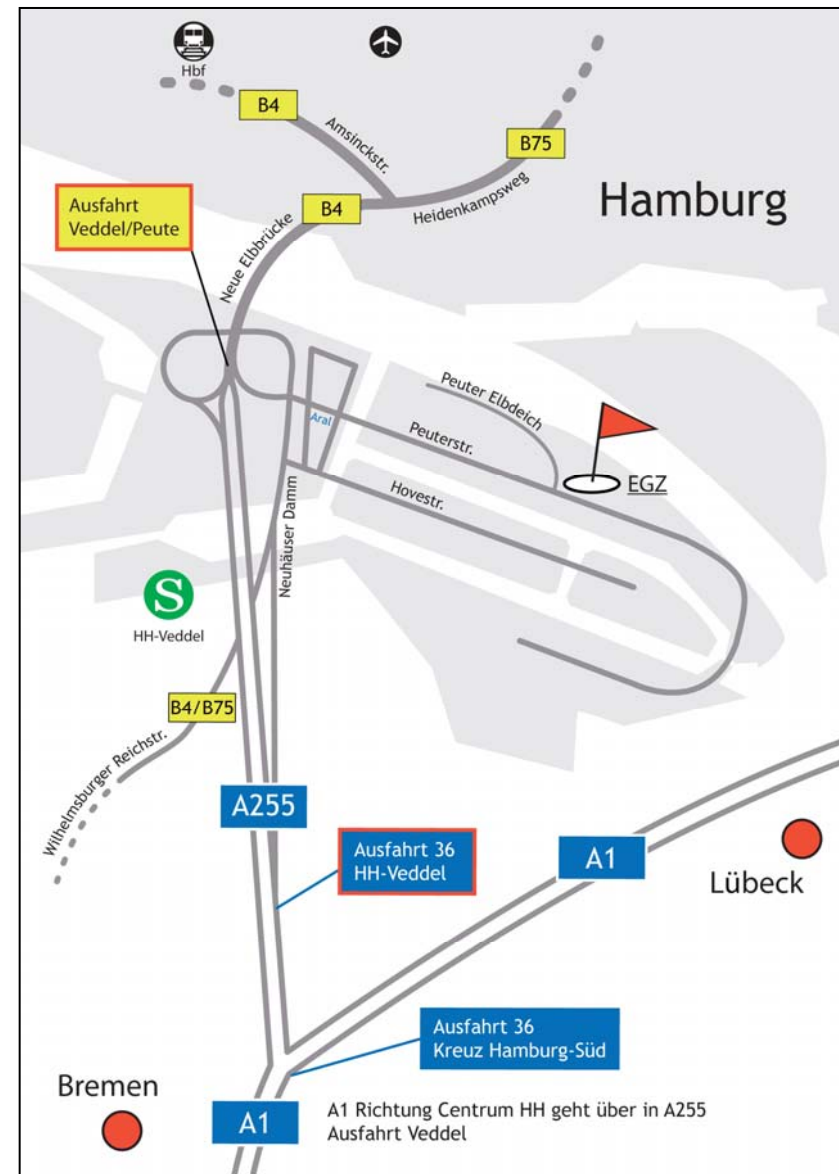 Hbf
B4
Amsinckstr.
B75
Heidenkampsweg
Hamburg
Ausfahrt
Veddel/Peute
B4
Neue Elbbrücke
Peuter Elbdeich
Aral
Peuterstr.
EGZ
Hovestr.
Neuhäuser Damm
S
HH-Veddel
B4/B75
Wilhelmsburger Reichstr.
A255
Ausfahrt 36
HH-Veddel
A1
Lübeck
Ausfahrt 36
Kreuz Hamburg-Süd
Bremen
A1
A1 Richtung Centrum HH geht über in A255
Ausfahrt Veddel